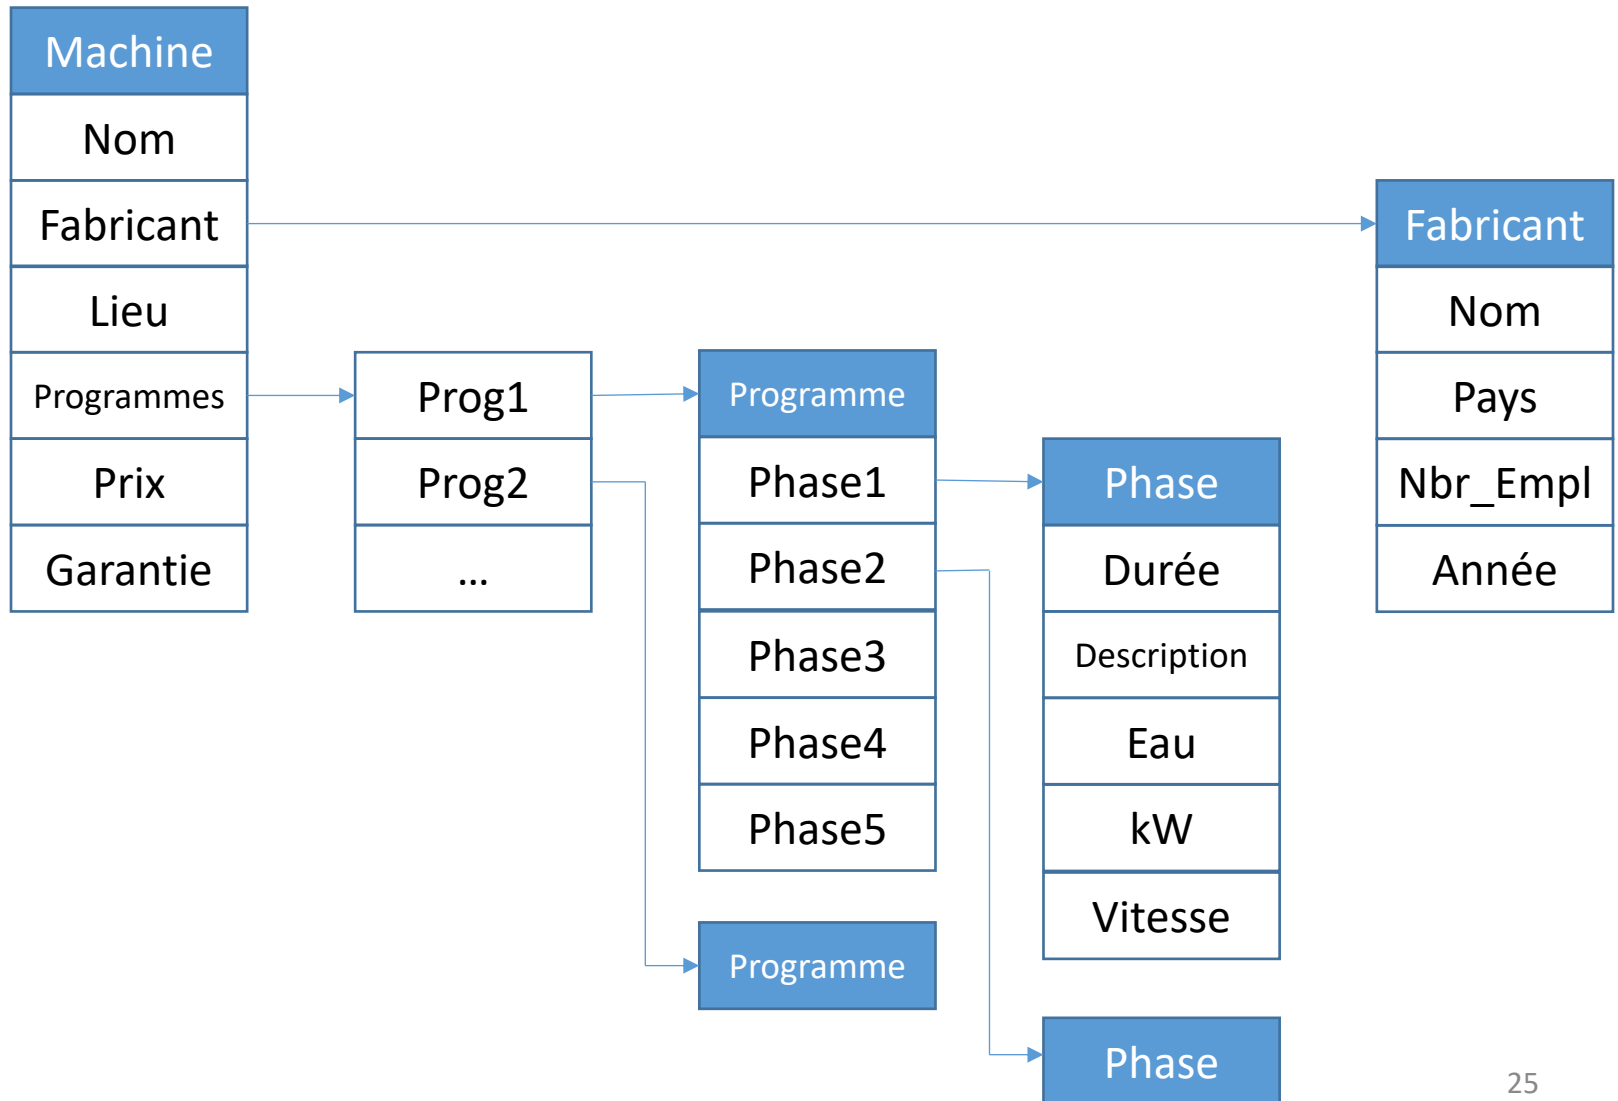 Machine
Nom
Fabricant
Lieu
Programmes
Prix
Garantie
Prog1
Prog2
...
Programme
Phase1
Phase2
Phase3
Phase4
Phase5
Programme
Phase
Durée
Description
Eau
kW
Vitesse
Phase
Fabricant
Nom
Pays
Nbr_Empl
Année
25